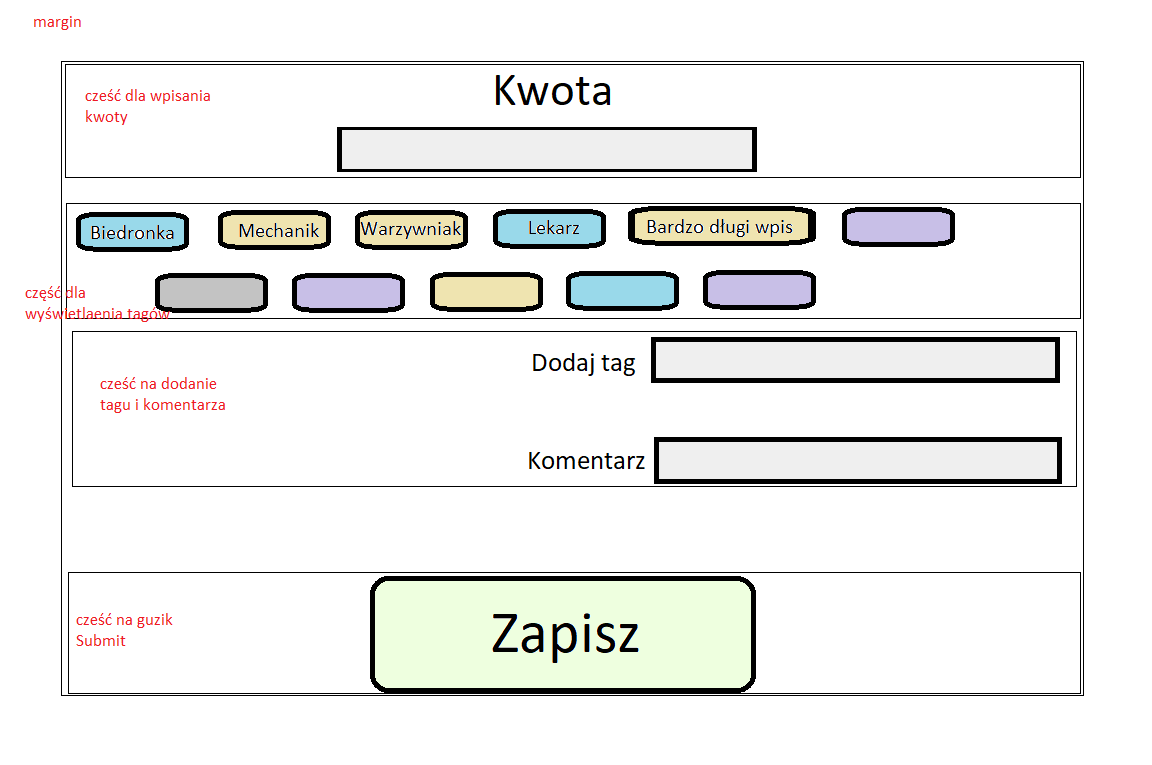 margin
Kwota
cześć dla wpisania
kwoty
Biedronka
Mechanik
Warzywniak
Lekarz
Bardzo długi wpis
część dla
wyświetlaenia tagów
Dodaj tag
cześć na dodanie
tagu i komentarza
Komentarz
cześć na guzik
Submit
Zapisz